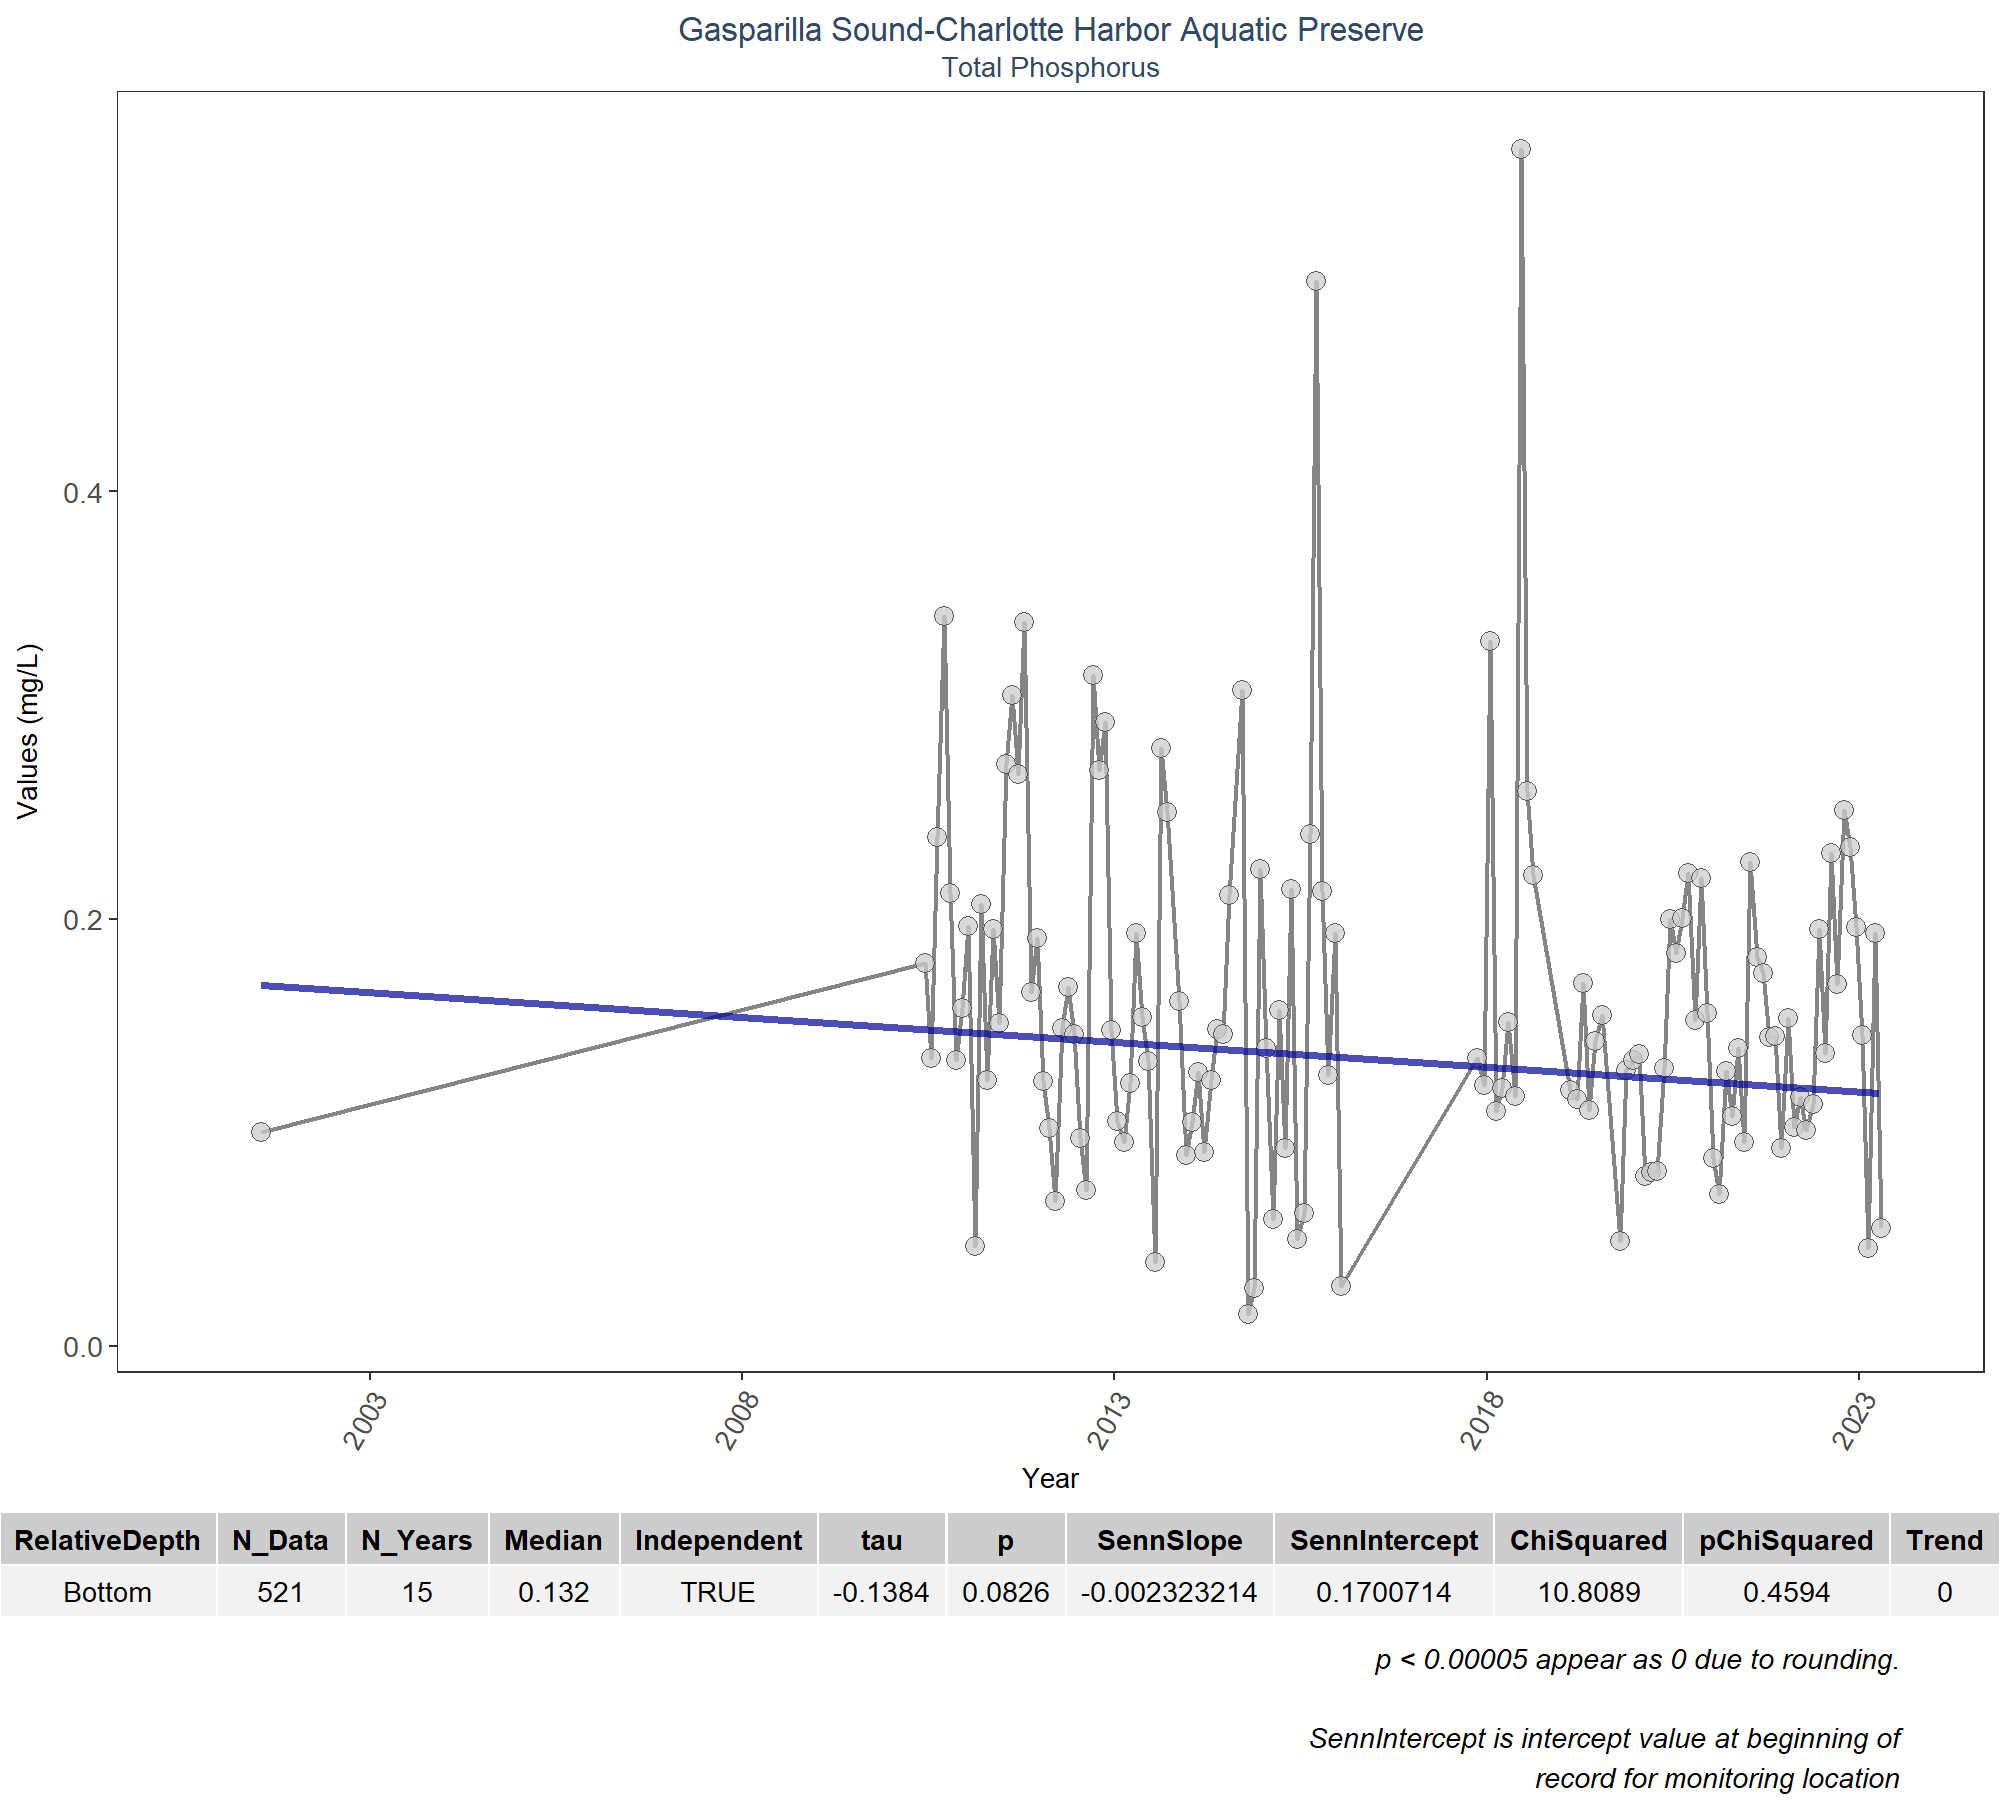 Gasparilla Sound-Charlotte Harbor Aquatic Preserve
Total Phosphorus
Values (mg/L)
0.4
0.2
0.0
2003 2008 2013 2018 2023
Year
RelativeDepth N_Data N_Years Median Independent tau p SennSlope SennIntercept ChiSquared pChiSquared Trend
Bottom 521 15 0.132 TRUE -0.1384 0.0826 -0.002323214 0.1700714 10.8089 0.4594 0
p < 0.00005 appear as 0 due to rounding.
SennIntercept is intercept value at beginning of
record for monitoring location